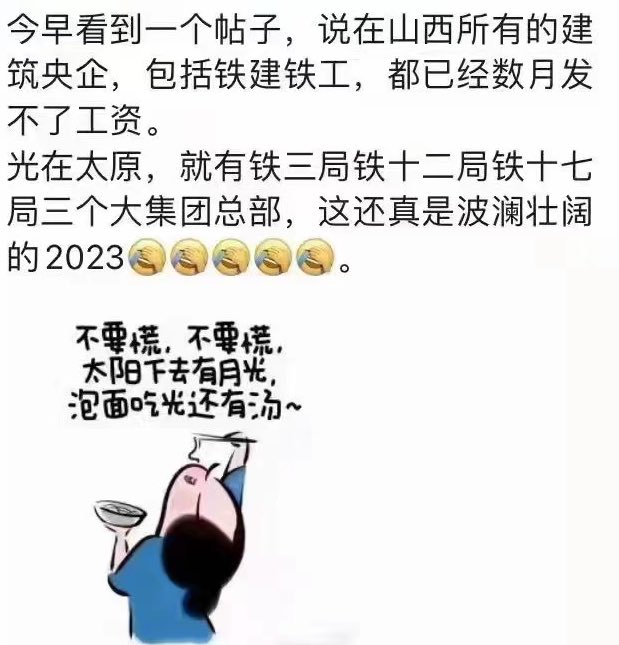 今早看到一个帖子，说在山西所有的建
筑央企，包括铁建铁工，都已经数月发
不了工资。
光在太原，就有铁三局铁十二局铁十七
局三个大集团总部，这还真是波澜壮阔
的2023🤦🤦🤦🤦🤦。
不要慌，不要慌，
太阳下去有月光，
泡面吃光还有汤~